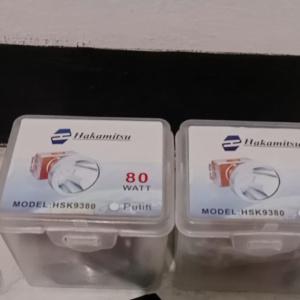 Hakamitsu
80
WATT
MODEL:HSK9380
Putih
Hakamitsu
MODEL:HSK9380